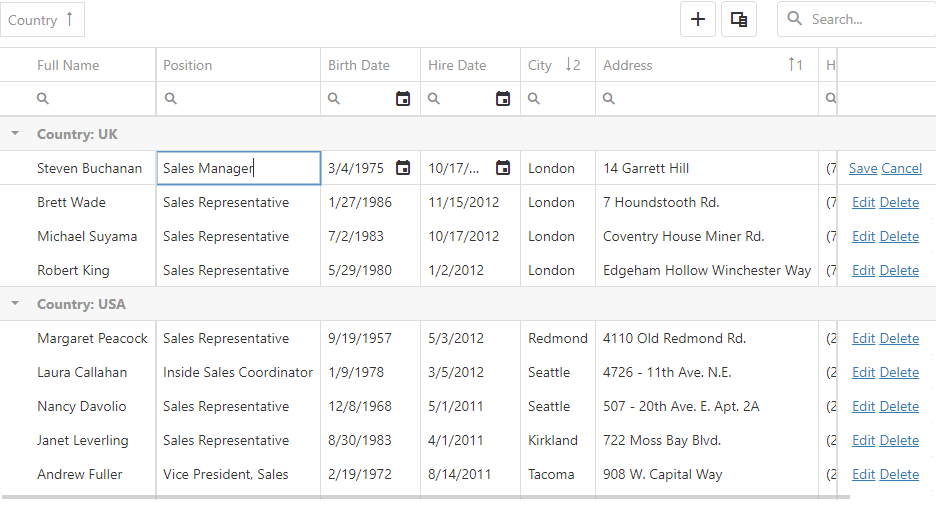 Country
Search...
Full Name Position Birth Date Hire Date City 2 Address 1 H
Country: UK
Steven Buchanan Sales Manager 3/4/1975 10/17/... London 14 Garrett Hill (7 Save Cancel
Brett Wade Sales Representative 1/27/1986 11/15/2012 London 7 Houndstooth Rd. (7 Edit Delete
Michael Suyama Sales Representative 7/2/1983 10/17/2012 London Coventry House Miner Rd. (7 Edit Delete
Robert King Sales Representative 5/29/1980 1/2/2012 London Edgeham Hollow Winchester Way (7 Edit Delete
Country: USA
Margaret Peacock Sales Representative 9/19/1957 5/3/2012 Redmond 4110 Old Redmond Rd. (2 Edit Delete
Laura Callahan Inside Sales Coordinator 1/9/1978 3/5/2012 Seattle 4726 - 11th Ave. N.E. (2 Edit Delete
Nancy Davolio Sales Representative 12/8/1968 5/1/2011 Seattle 507 - 20th Ave. E. Apt. 2A (2 Edit Delete
Janet Leverling Sales Representative 8/30/1983 4/1/2011 Kirkland 722 Moss Bay Blvd. (2 Edit Delete
Andrew Fuller Vice President, Sales 2/19/1972 8/14/2011 Tacoma 908 W. Capital Way (2 Edit Delete